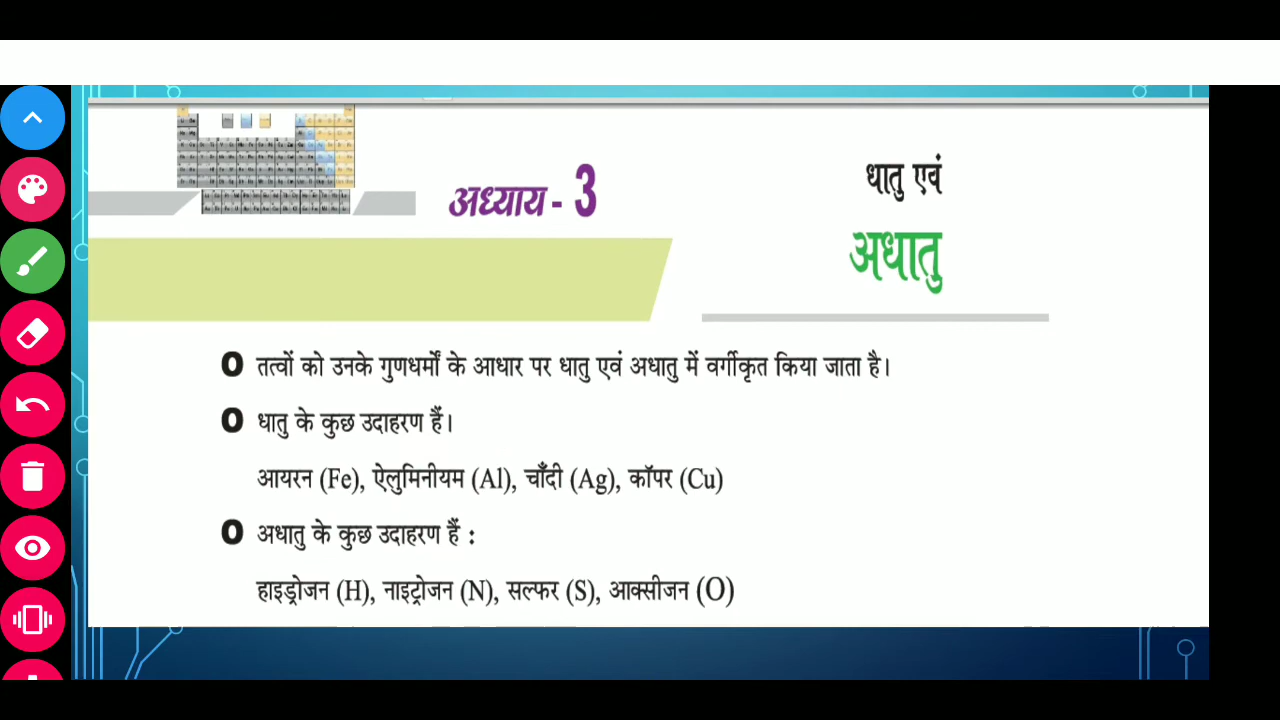 अध्याय - 3
धातु एवं
अधातु
O तत्वों को उनके गुणधर्मों के आधार पर धातु एवं अधातु में वर्गीकृत किया जाता है।
O धातु के कुछ उदाहरण हैं।
आयरन (Fe), ऐलुमिनीयम (Al), चाँदी (Ag), कॉपर (Cu)
O अधातु के कुछ उदाहरण हैं :
हाइड्रोजन (H), नाइट्रोजन (N), सल्फर (S), आक्सीजन (O)